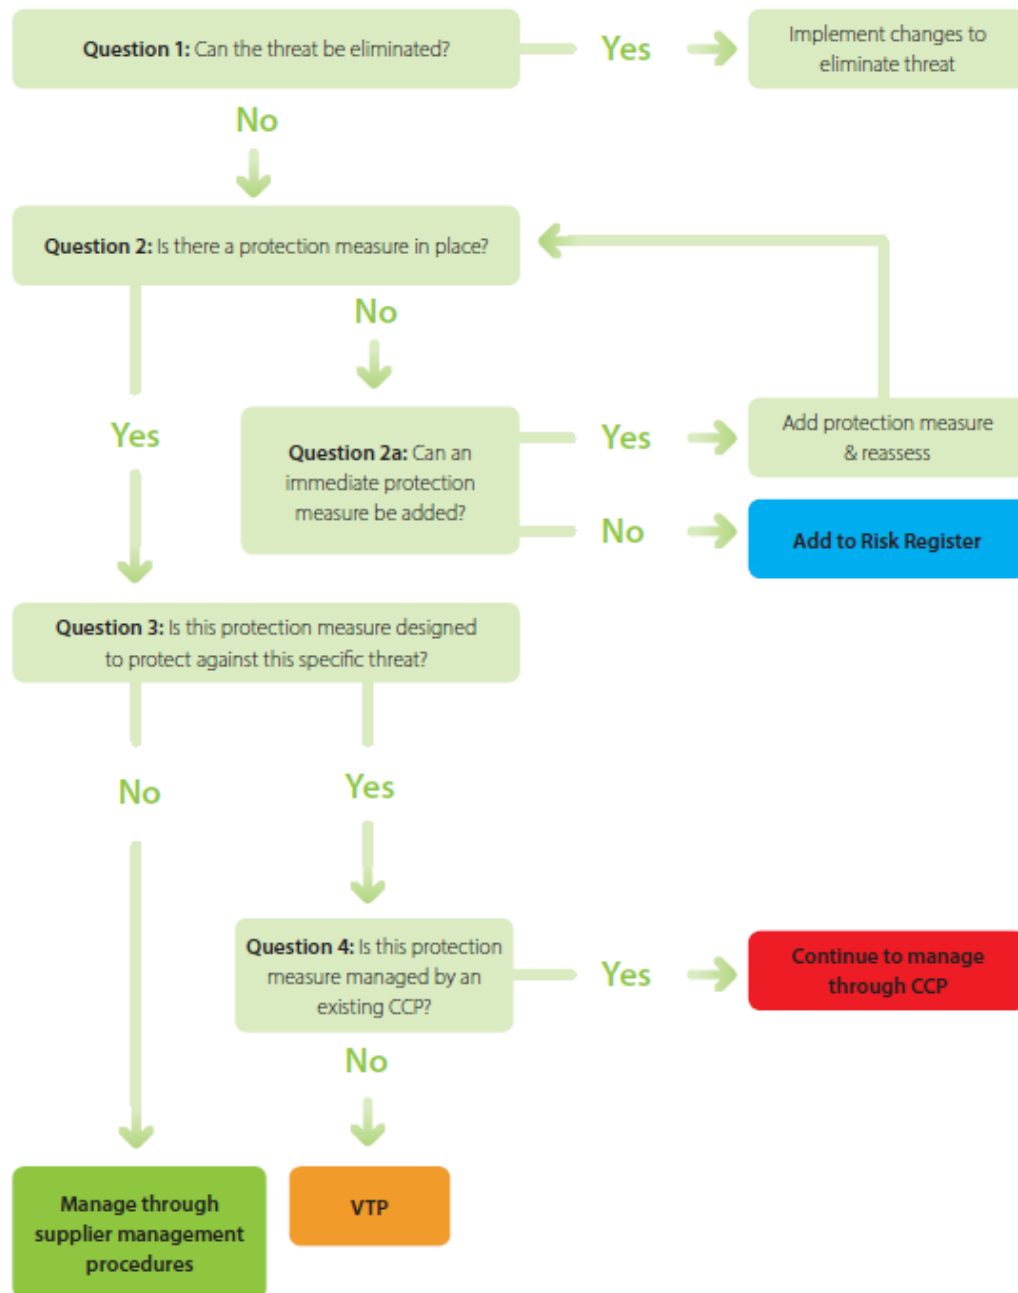 Question 1: Can the threat be eliminated?
Yes
Implement changes to
eliminate threat
No
Question 2: Is there a protection measure in place?
No
Yes
Question 2a: Can an
immediate protection
measure be added?
Yes
Add protection measure
& reassess
No
Add to Risk Register
Question 3: Is this protection measure designed
to protect against this specific threat?
No
Yes
Question 4: Is this protection
measure managed by an
existing CCP?
Yes
Continue to manage
through CCP
No
Manage through
supplier management
procedures
VTP